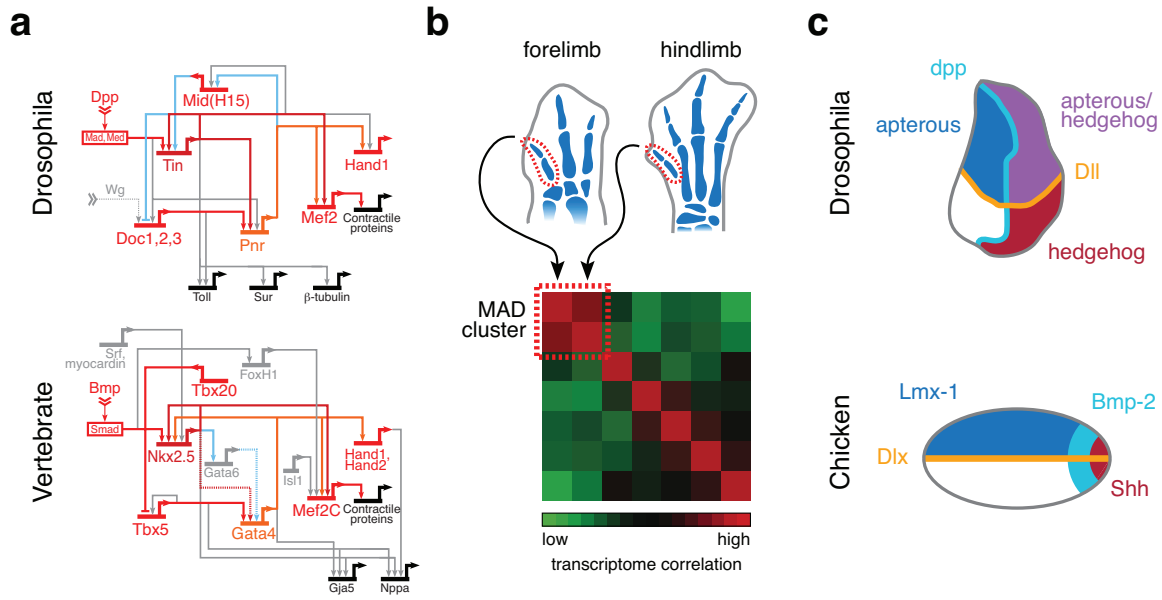 a
Drosophila
Dpp
Mad, Med
Mid(H15)
Tin
Hand1
Wg
Doc1,2,3
Pnr
Mef2
Contractile
proteins
Toll
Sur
β-tubulin
Vertebrate
Srf,
myocardin
FoxH1
Tbx20
Bmp
Smad
Nkx2.5
Gata6
Isl1
Hand1,
Hand2
Tbx5
Gata4
Mef2C
Contractile
proteins
Gja5
Nppa
b
forelimb
hindlimb
MAD
cluster
low
high
transcriptome correlation
c
Drosophila
dpp
apterous
apterous/
hedgehog
Dll
hedgehog
Chicken
Lmx-1
Bmp-2
Dlx
Shh